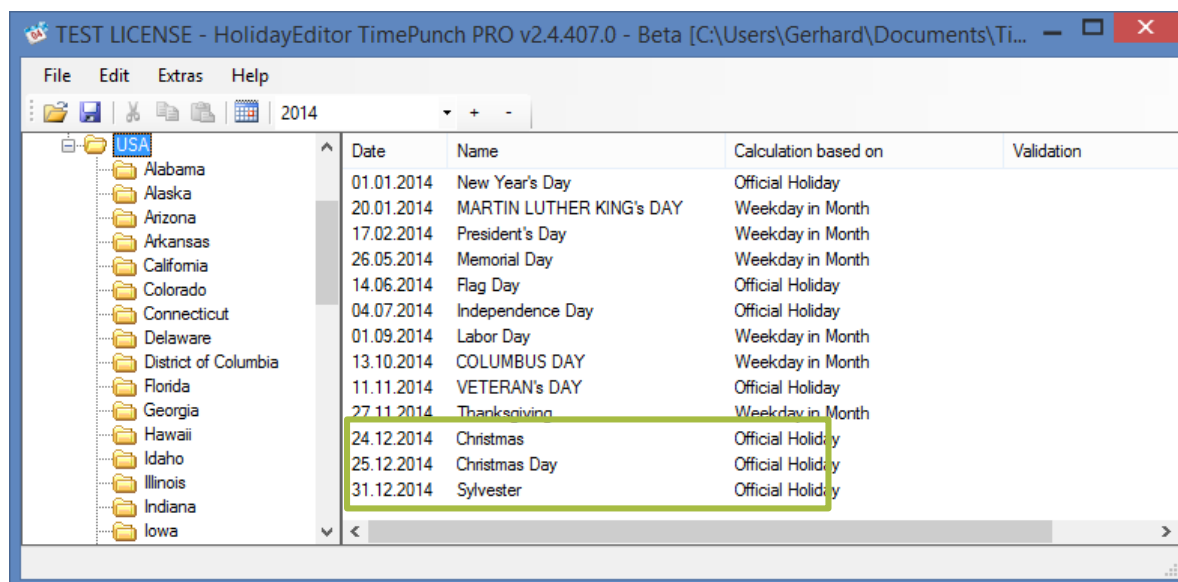 TEST LICENSE - HolidayEditor TimePunch PRO v2.4.407.0 - Beta [C:\Users\Gerhard\Documents\Ti...
File Edit Extras Help
2014 + -
USA
Alabama
Alaska
Arizona
Arkansas
California
Colorado
Connecticut
Delaware
District of Columbia
Florida
Georgia
Hawaii
Idaho
Illinois
Indiana
Iowa
Date Name Calculation based on Validation
01.01.2014 New Year's Day Official Holiday
20.01.2014 MARTIN LUTHER KING's DAY Weekday in Month
17.02.2014 President's Day Weekday in Month
26.05.2014 Memorial Day Weekday in Month
14.06.2014 Flag Day Official Holiday
04.07.2014 Independence Day Official Holiday
01.09.2014 Labor Day Weekday in Month
13.10.2014 COLUMBUS DAY Weekday in Month
11.11.2014 VETERAN's DAY Official Holiday
27.11.2014 Thanksgiving Weekday in Month
24.12.2014 Christmas Official Holiday
25.12.2014 Christmas Day Official Holiday
31.12.2014 Sylvester Official Holiday